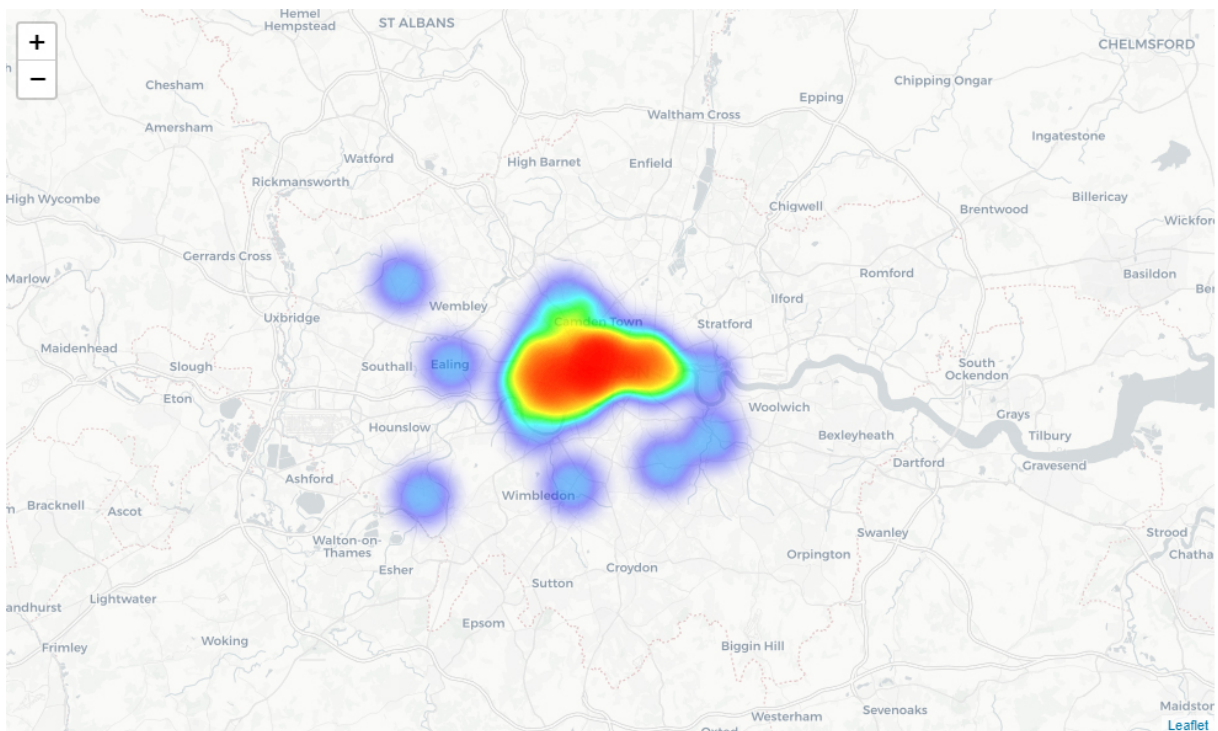 Hemel
Hempstead
ST ALBANS
+
−
CHELMSFORD
Chesham
Chipping Ongar
Epping
Waltham Cross
Amersham
Ingatestone
Watford
High Barnet
Enfield
Rickmansworth
High Wycombe
Billericay
Chigwell
Brentwood
Wickford
Gerrards Cross
Marlow
Romford
Basildon
Ilford
Wembley
Uxbridge
Camden Town
Stratford
Maidenhead
Slough
Southall
Ealing
South
Ockendon
Eton
Woolwich
Grays
Hounslow
Bexleyheath
Tilbury
Dartford
Gravesend
Ashford
Wimbledon
Bracknell
Ascot
Swanley
Strood
Walton-on-
Thames
Chatha
Orpington
Esher
Croydon
Sutton
Lightwater
andhurst
Epsom
Woking
Frimley
Biggin Hill
Sevenoaks
Maidston
Westerham
Leaflet